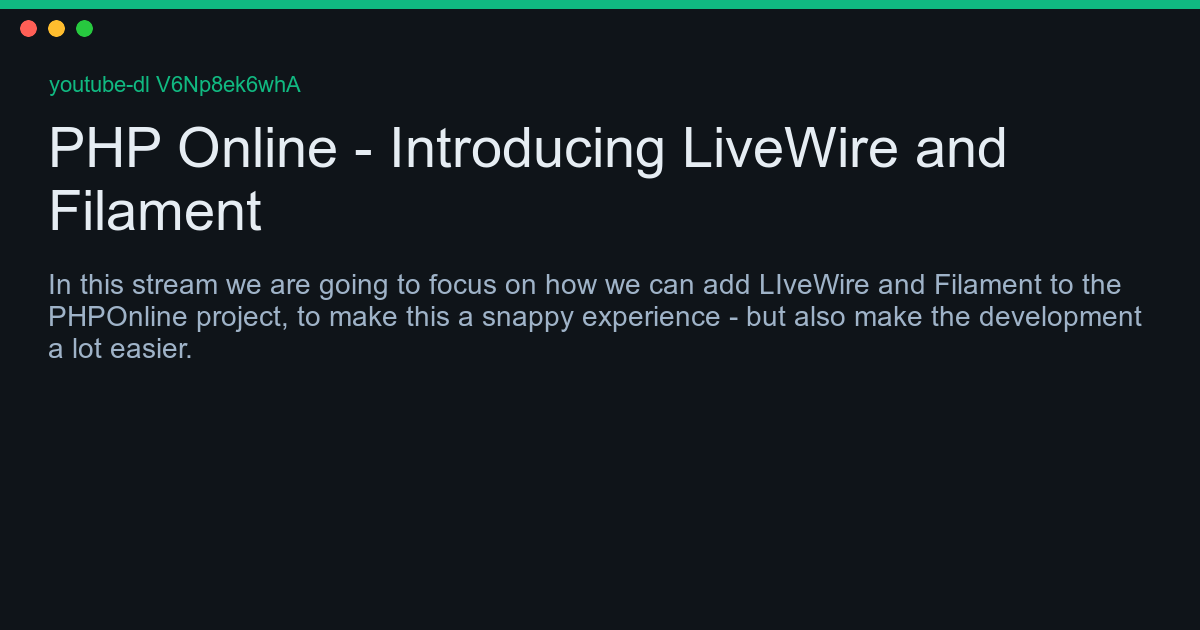 youtube-dl V6Np8ek6whA
PHP Online - Introducing LiveWire and
Filament
In this stream we are going to focus on how we can add LIveWire and Filament to the
PHPOnline project, to make this a snappy experience - but also make the development
a lot easier.